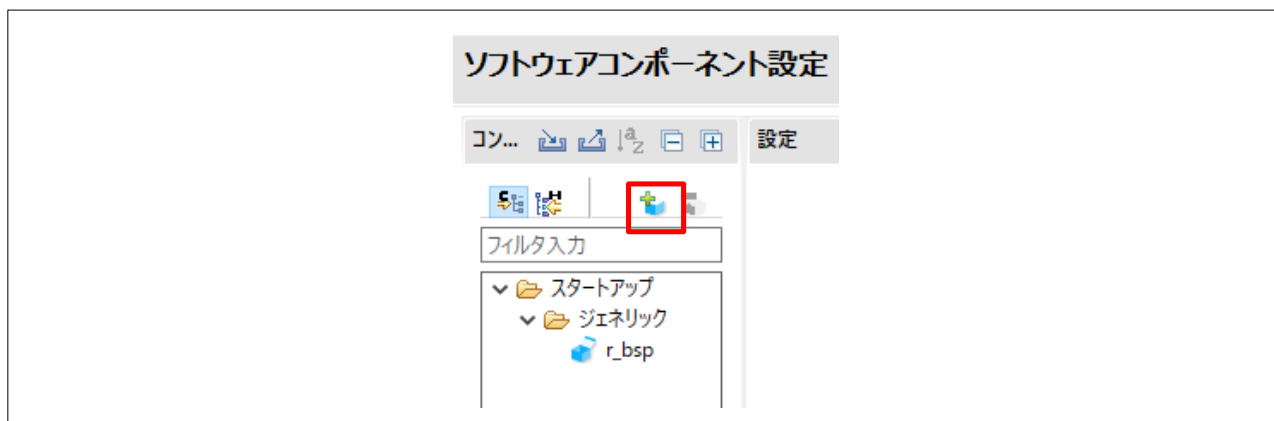 ソフトウェアコンポーネント設定
コン... 設定
フィルタ入力
スタートアップ
ジェネリック
r_bsp